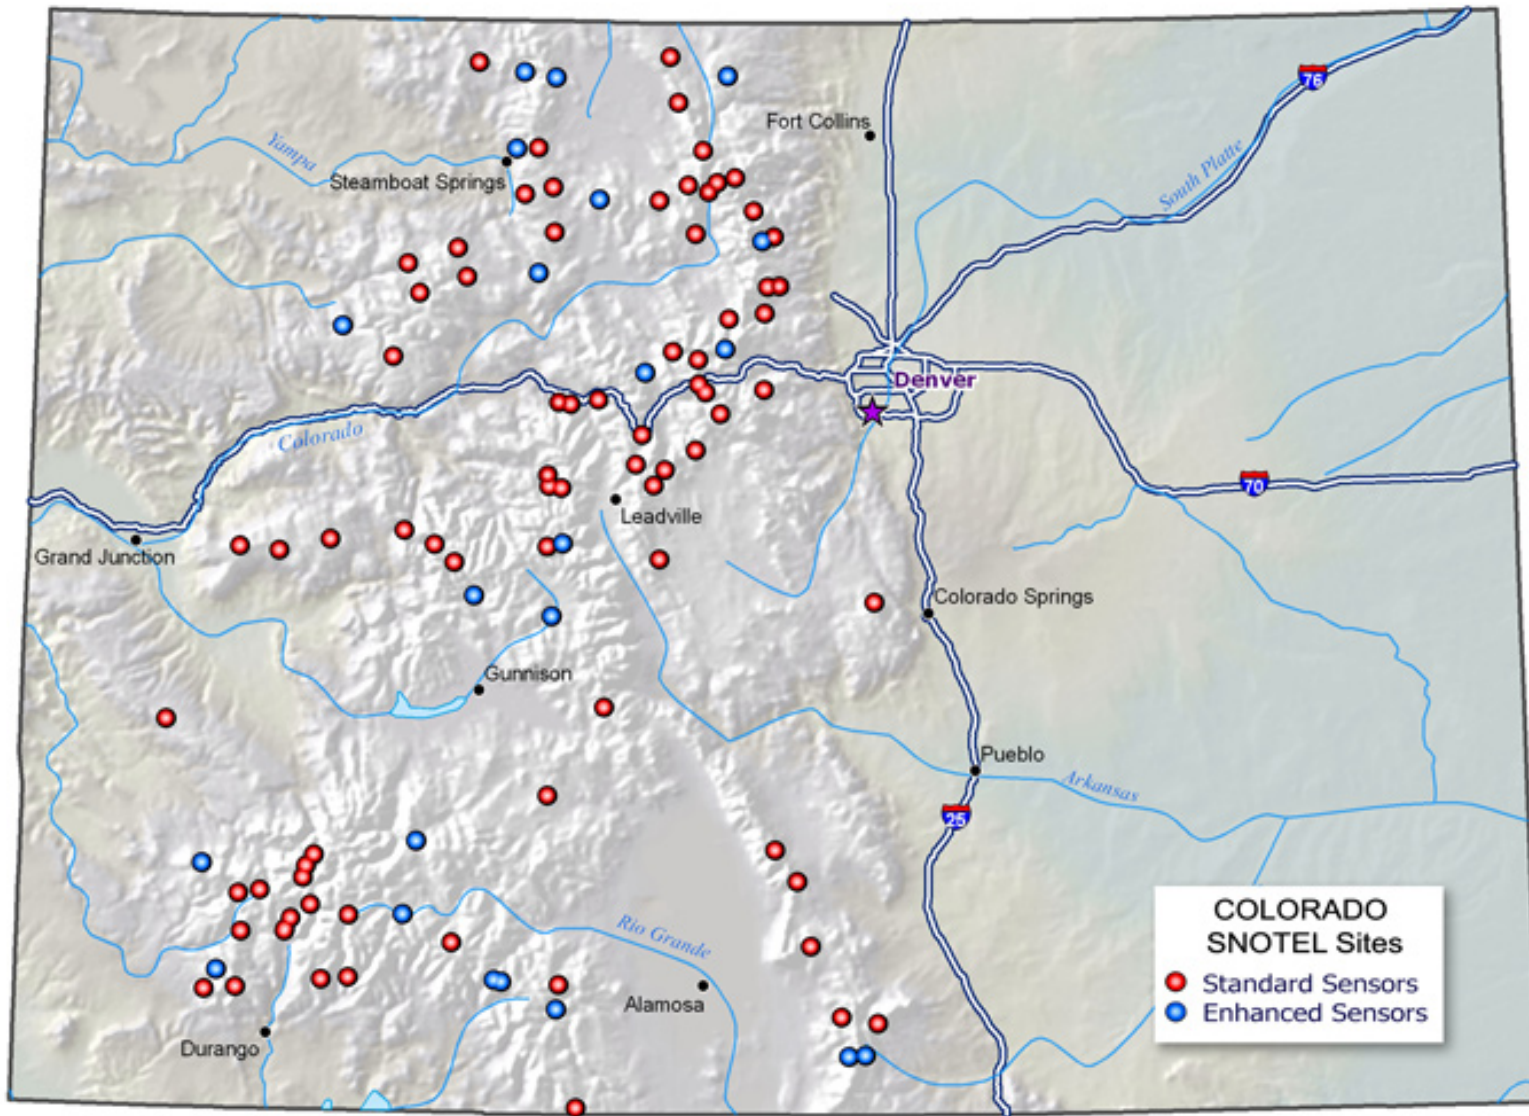 76
Fort Collins
Yampa
South Platte
Steamboat Springs
Denver
Colorado
70
Leadville
Grand Junction
Colorado Springs
Gunnison
Pueblo
Arkansas
25
COLORADO
SNOTEL Sites
Rio Grande
Standard Sensors
Alamosa
Enhanced Sensors
Durango